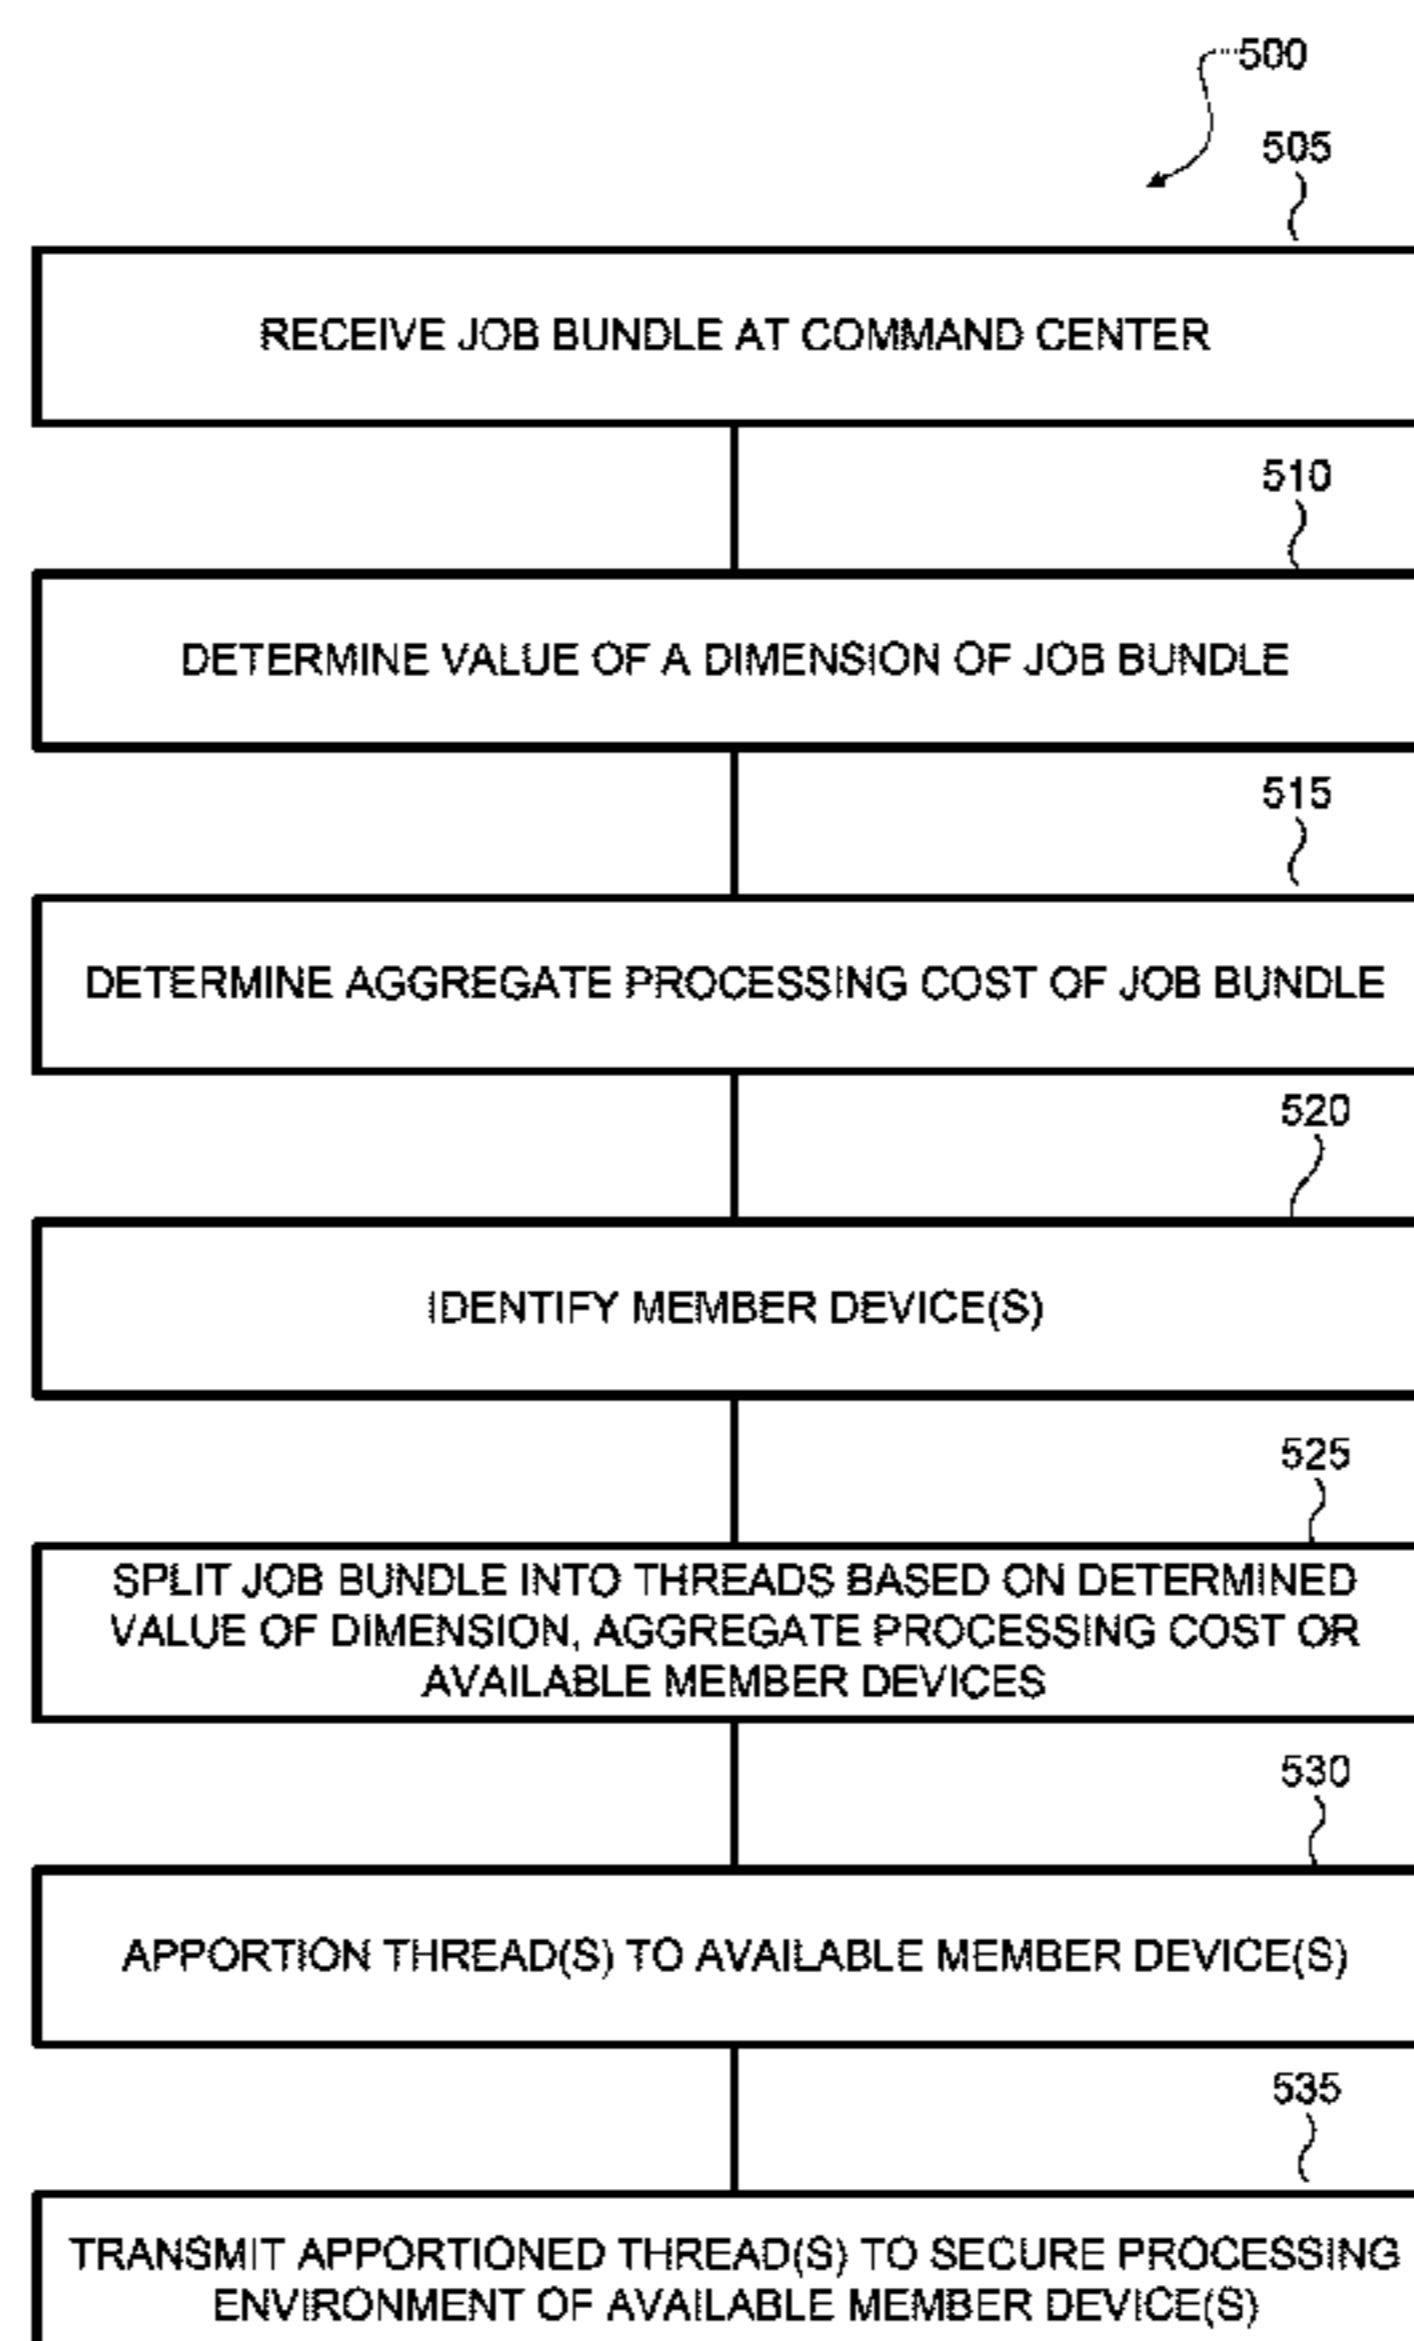 500
505
RECEIVE JOB BUNDLE AT COMMAND CENTER
510
DETERMINE VALUE OF A DIMENSION OF JOB BUNDLE
515
DETERMINE AGGREGATE PROCESSING COST OF JOB BUNDLE
520
IDENTIFY MEMBER DEVICE(S)
525
SPLIT JOB BUNDLE INTO THREADS BASED ON DETERMINED
VALUE OF DIMENSION, AGGREGATE PROCESSING COST OR
AVAILABLE MEMBER DEVICES
530
APPORTION THREAD(S) TO AVAILABLE MEMBER DEVICE(S)
535
TRANSMIT APPORTIONED THREAD(S) TO SECURE PROCESSING
ENVIRONMENT OF AVAILABLE MEMBER DEVICE(S)